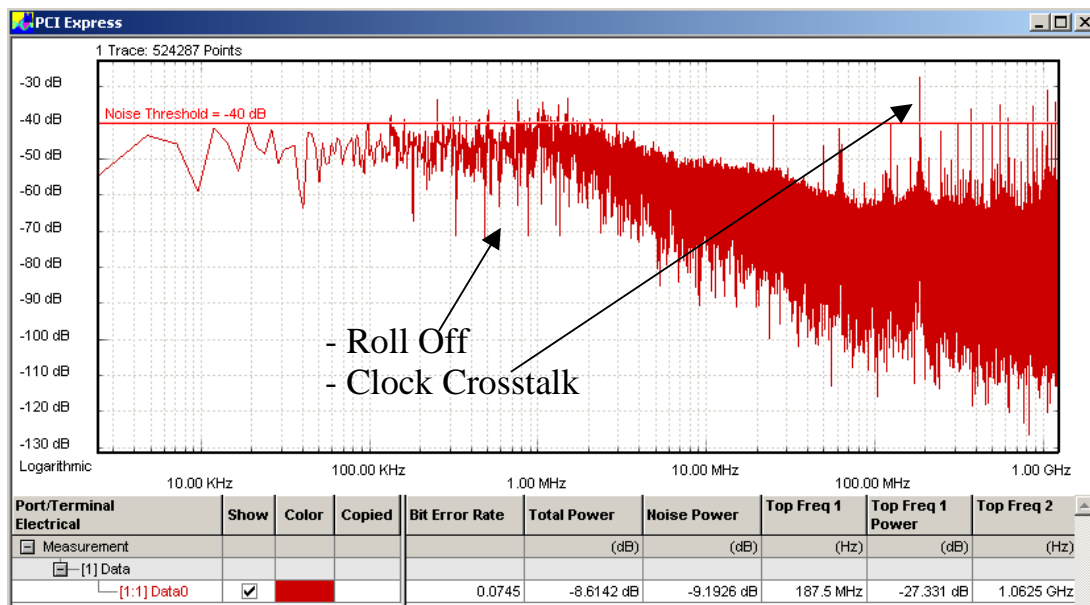 PCI Express
1 Trace: 524287 Points
-30 dB
Noise Threshold = -40 dB
-40 dB
-50 dB
-60 dB
-70 dB
-80 dB
-90 dB
-100 dB
-110 dB
-120 dB
-130 dB
- Roll Off
- Clock Crosstalk
Logarithmic
10.00 KHz 100.00 KHz 1.00 MHz 10.00 MHz 100.00 MHz 1.00 GHz
Port/Terminal Electrical Show Color Copied Bit Error Rate Total Power Noise Power Top Freq 1 Top Freq 1 Power Top Freq 2
Measurement (dB) (dB) (Hz) (dB) (Hz)
[1] Data
[1:1] Data0 0.0745 -8.6142 dB -9.1926 dB 187.5 MHz -27.331 dB 1.0625 GHz